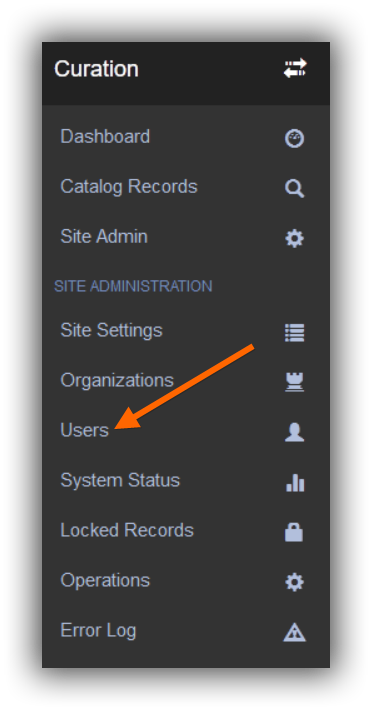 Curation
Dashboard
Catalog Records
Site Admin
SITE ADMINISTRATION
Site Settings
Organizations
Users
System Status
Locked Records
Operations
Error Log